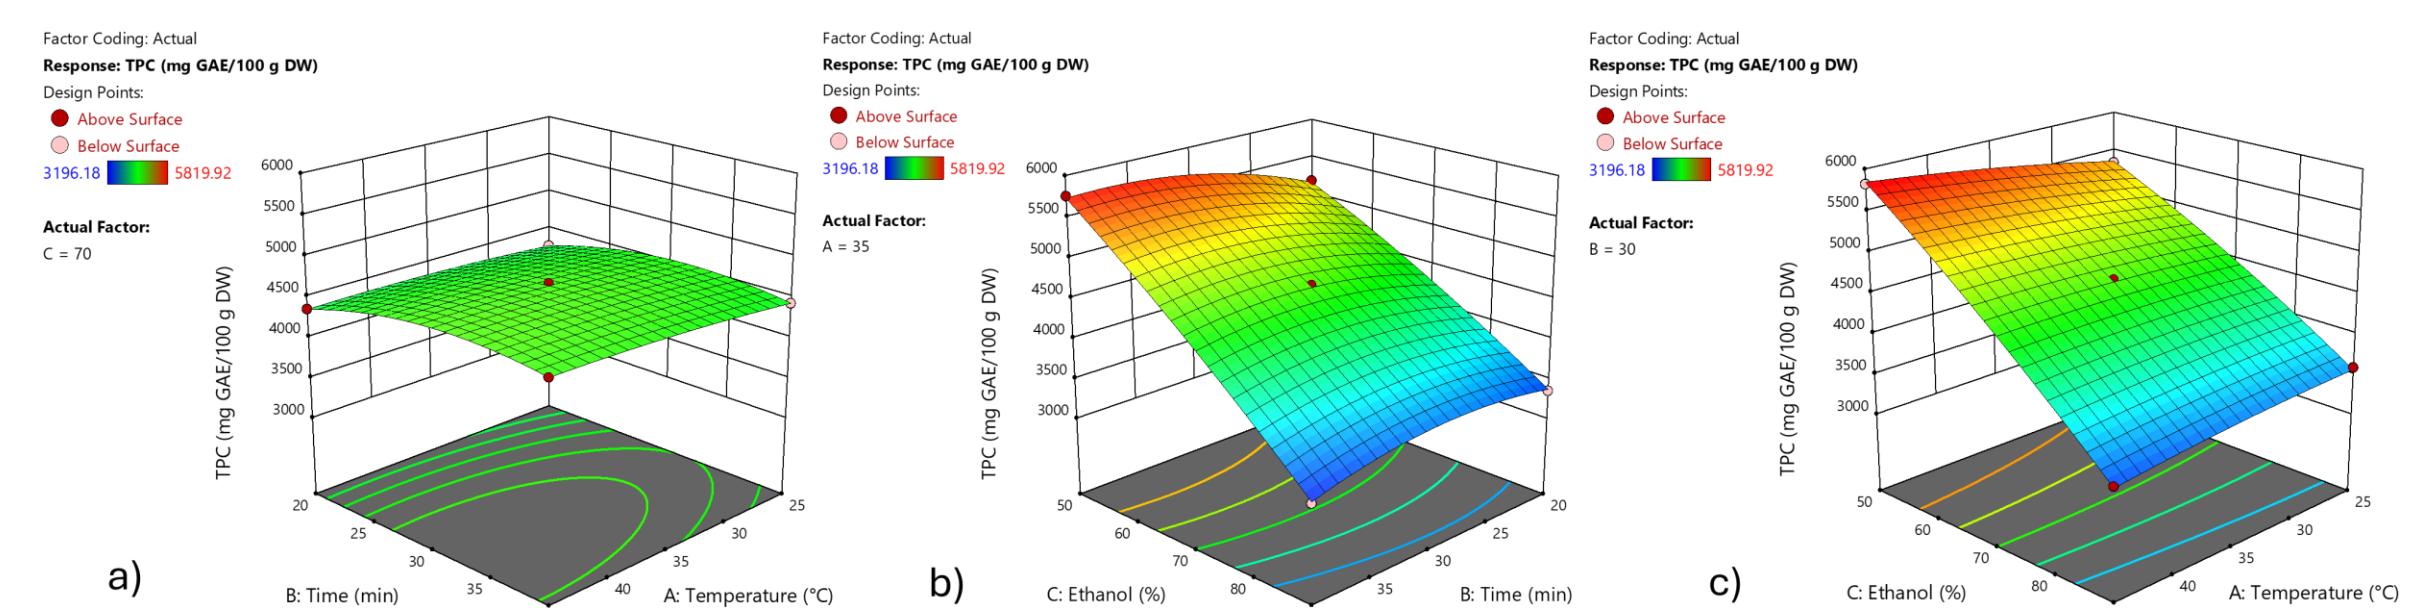 Factor Coding: Actual
Response: TPC (mg GAE/100 g DW)
Design Points:
Above Surface
Below Surface
3196.18 5819.92
Actual Factor:
C = 70
TPC (mg GAE/100 g DW)
6000
5500
5000
4500
4000
3500
3000
20
25
30
35
25
30
35
40
B: Time (min)
A: Temperature (°C)
a)
Factor Coding: Actual
Response: TPC (mg GAE/100 g DW)
Design Points:
Above Surface
Below Surface
3196.18 5819.92
Actual Factor:
A = 35
TPC (mg GAE/100 g DW)
6000
5500
5000
4500
4000
3500
3000
50
60
70
80
20
25
30
35
C: Ethanol (%)
B: Time (min)
b)
Factor Coding: Actual
Response: TPC (mg GAE/100 g DW)
Design Points:
Above Surface
Below Surface
3196.18 5819.92
Actual Factor:
B = 30
TPC (mg GAE/100 g DW)
6000
5500
5000
4500
4000
3500
3000
50
60
70
80
25
30
35
40
C: Ethanol (%)
A: Temperature (°C)
c)